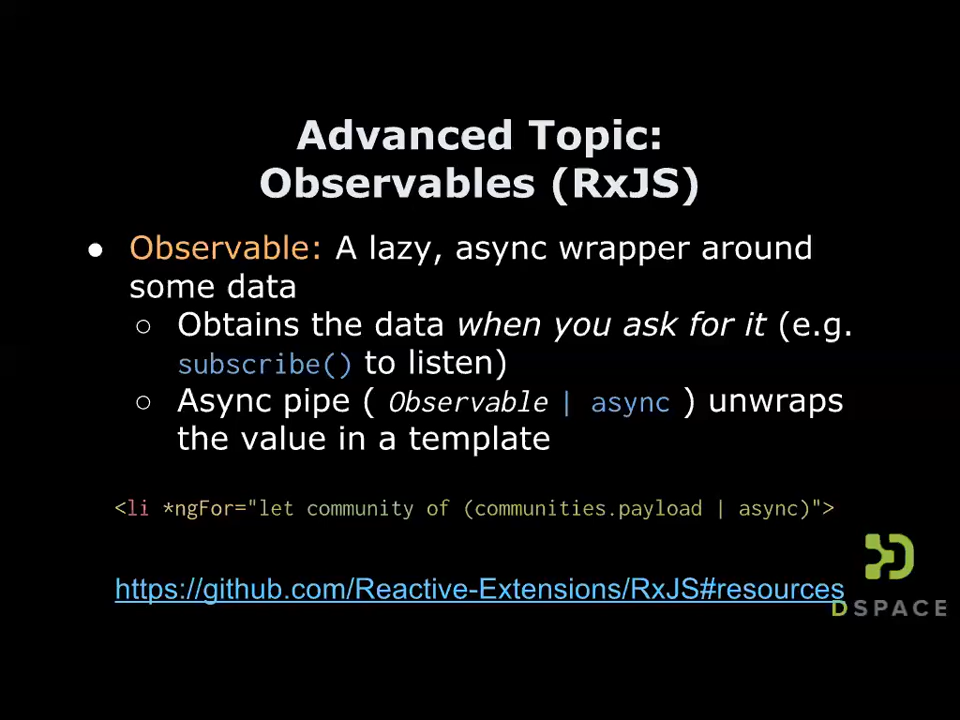 Advanced Topic:
Observables (RxJS)
● Observable: A lazy, async wrapper around
some data
○ Obtains the data when you ask for it (e.g.
subscribe() to listen)
○ Async pipe ( Observable | async ) unwraps
the value in a template
<li *ngFor="let community of (communities.payload | async)">
https://github.com/Reactive-Extensions/RxJS#resources
DSPACE